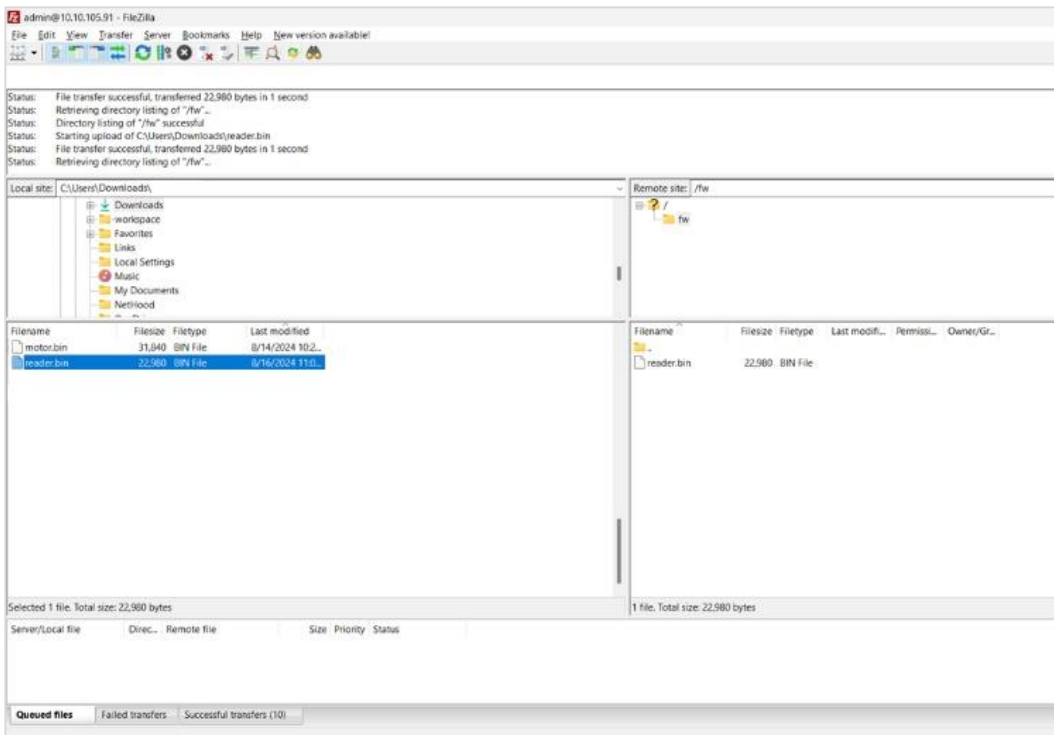 admin@10.10.105.91 - FileZilla
File Edit View Transfer Server Bookmarks Help New version available!
Status: File transfer successful, transferred 22,980 bytes in 1 second
Status: Retrieving directory listing of "/fw"...
Status: Directory listing of "/fw" successful
Status: Starting upload of C:\Users\Downloads\reader.bin
Status: File transfer successful, transferred 22,980 bytes in 1 second
Status: Retrieving directory listing of "/fw"...
Local site: C:\Users\Downloads\
Downloads
workspace
Favorites
Links
Local Settings
Music
My Documents
NetHood
Remote site: /fw
/
fw
Filename Filesize Filetype Last modified
motor.bin 31,840 BIN File 8/14/2024 10:2...
reader.bin 22,980 BIN File 8/16/2024 11:0...
Selected 1 file. Total size: 22,980 bytes
Filename Filesize Filetype Last modifi... Permissi... Owner/Gr...
..
reader.bin 22,980 BIN File
1 file. Total size: 22,980 bytes
Server/Local file Direc... Remote file Size Priority Status
Queued files Failed transfers Successful transfers (10)